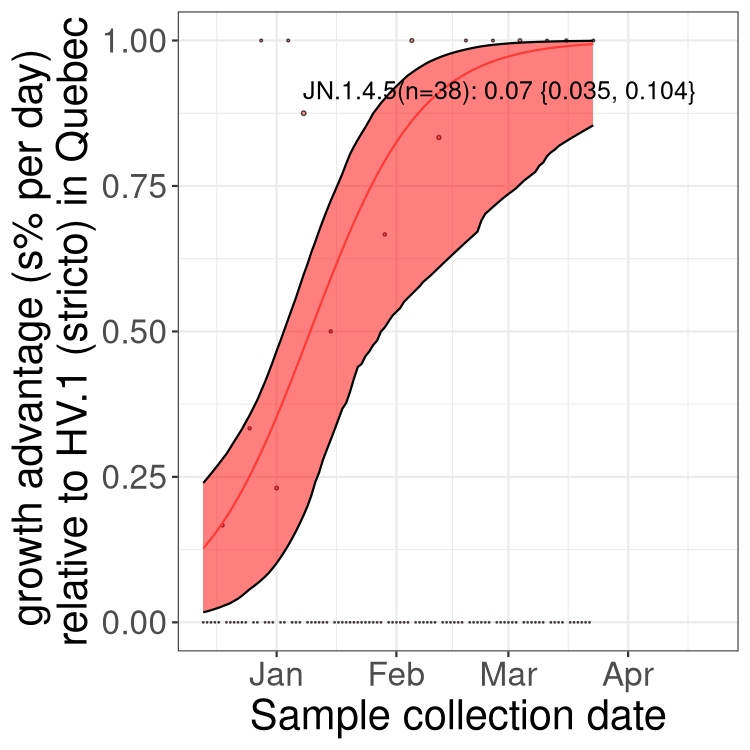 growth advantage (s% per day)
relative to HV.1 (stricto) in Quebec
1.00
0.75
0.50
0.25
0.00
JN.1.4.5(n=38): 0.07 {0.035, 0.104}
Jan Feb Mar Apr
Sample collection date